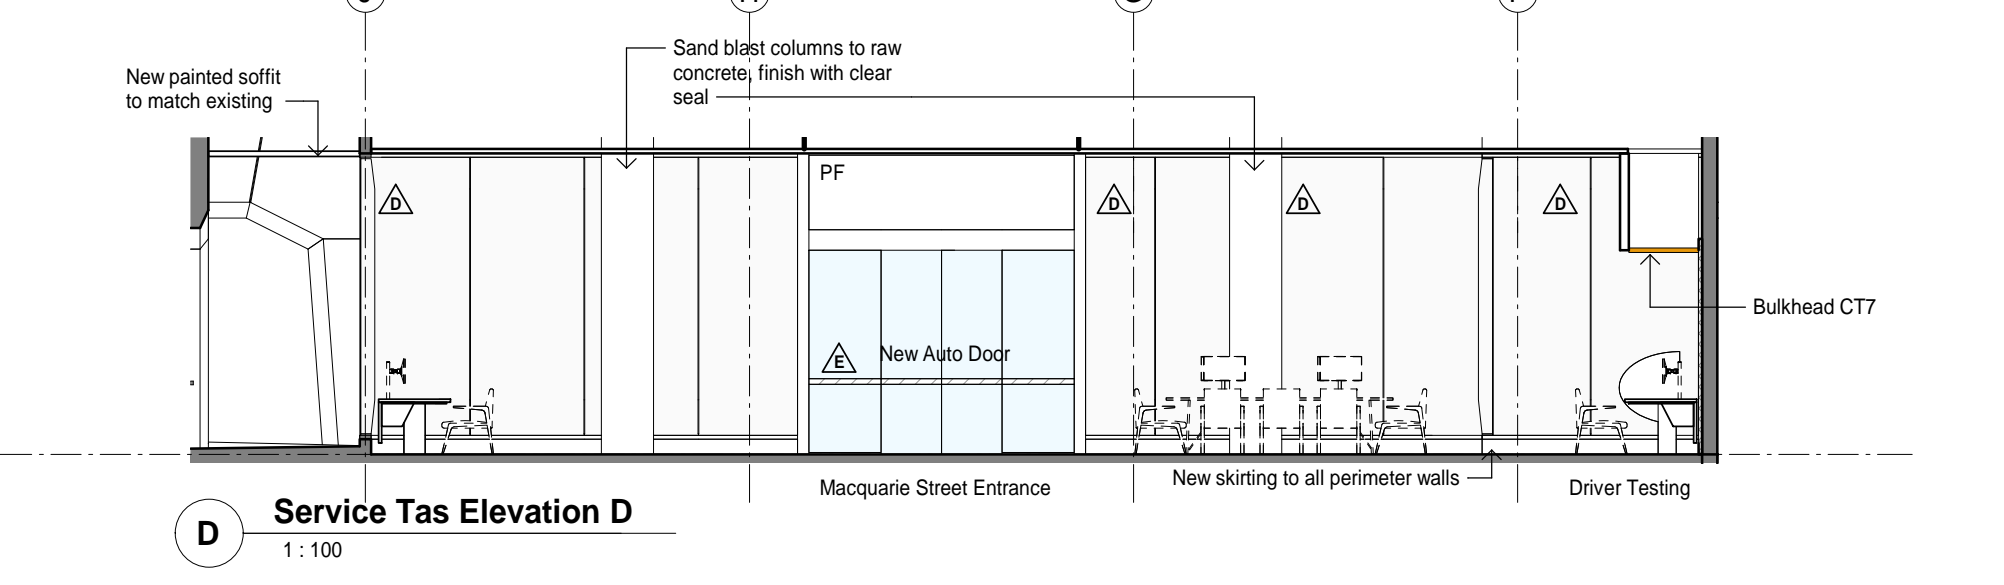 Sand blast columns to raw
concrete, finish with clear
seal
New painted soffit
to match existing
PF
D
D
D
D
Bulkhead CT7
E
New Auto Door
New skirting to all perimeter walls
Macquarie Street Entrance
Driver Testing
D
Service Tas Elevation D
1 : 100